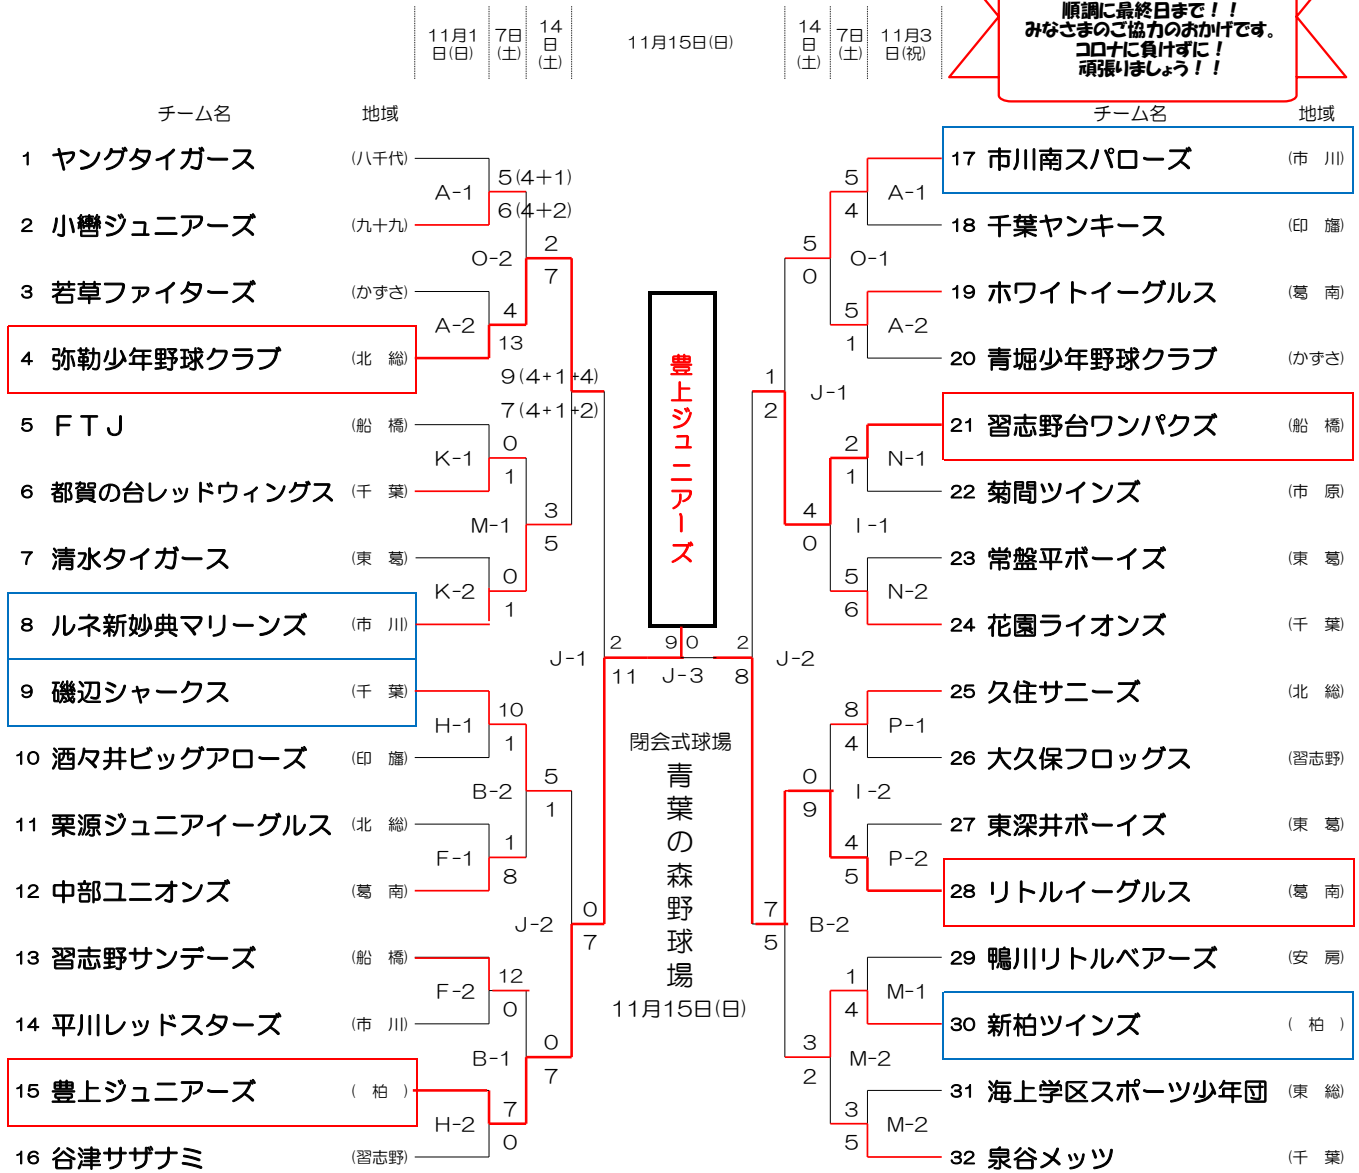 順調に最終日まで！！
みなさまのご協力のおかげです。
コロナに負けずに！
頑張りましょう！！
11月1日(日) 7日(土) 14日(土) 11月15日(日) 14日(土) 7日(土) 11月3日(祝)
チーム名 地域 チーム名 地域
1 ヤングタイガース (八千代)
A-1 5(4+1) 6(4+2)
2 小轡ジュニアーズ (九十九)
O-2 2 7
3 若草ファイターズ (かずさ)
A-2 4 13
4 弥勒少年野球クラブ (北 総)
9(4+1+4)
7(4+1+2)
5 ＦＴＪ (船 橋)
K-1 0 1
6 都賀の台レッドウィングス (千 葉)
M-1 3 5
7 清水タイガース (東 葛)
K-2 0 1
8 ルネ新妙典マリーンズ (市 川)
J-1 2 11
9 磯辺シャークス (千 葉)
H-1 10 1
10 酒々井ビッグアローズ (印 旛)
B-2 5 1
11 栗源ジュニアイーグルス (北 総)
F-1 1 8
12 中部ユニオンズ (葛 南)
J-2 0 7
13 習志野サンデーズ (船 橋)
F-2 12 0
14 平川レッドスターズ (市 川)
B-1 0 7
15 豊上ジュニアーズ ( 柏 )
H-2 7 0
16 谷津サザナミ (習志野)
豊上ジュニアーズ
9 0
J-3
閉会式球場
青葉の森野球場
11月15日(日)
17 市川南スパローズ (市 川)
5 4 A-1
18 千葉ヤンキース (印 旛)
5 0 O-1
19 ホワイトイーグルス (葛 南)
5 1 A-2
20 青堀少年野球クラブ (かずさ)
1 2 J-1
21 習志野台ワンパクズ (船 橋)
2 1 N-1
22 菊間ツインズ (市 原)
4 0 I-1
23 常盤平ボーイズ (東 葛)
5 6 N-2
24 花園ライオンズ (千 葉)
2 8 J-2
25 久住サニーズ (北 総)
8 4 P-1
26 大久保フロッグス (習志野)
0 9 I-2
27 東深井ボーイズ (東 葛)
4 5 P-2
28 リトルイーグルス (葛 南)
7 5 B-2
29 鴨川リトルベアーズ (安 房)
1 4 M-1
30 新柏ツインズ ( 柏 )
3 2 M-2
31 海上学区スポーツ少年団 (東 総)
3 5 M-2
32 泉谷メッツ (千 葉)